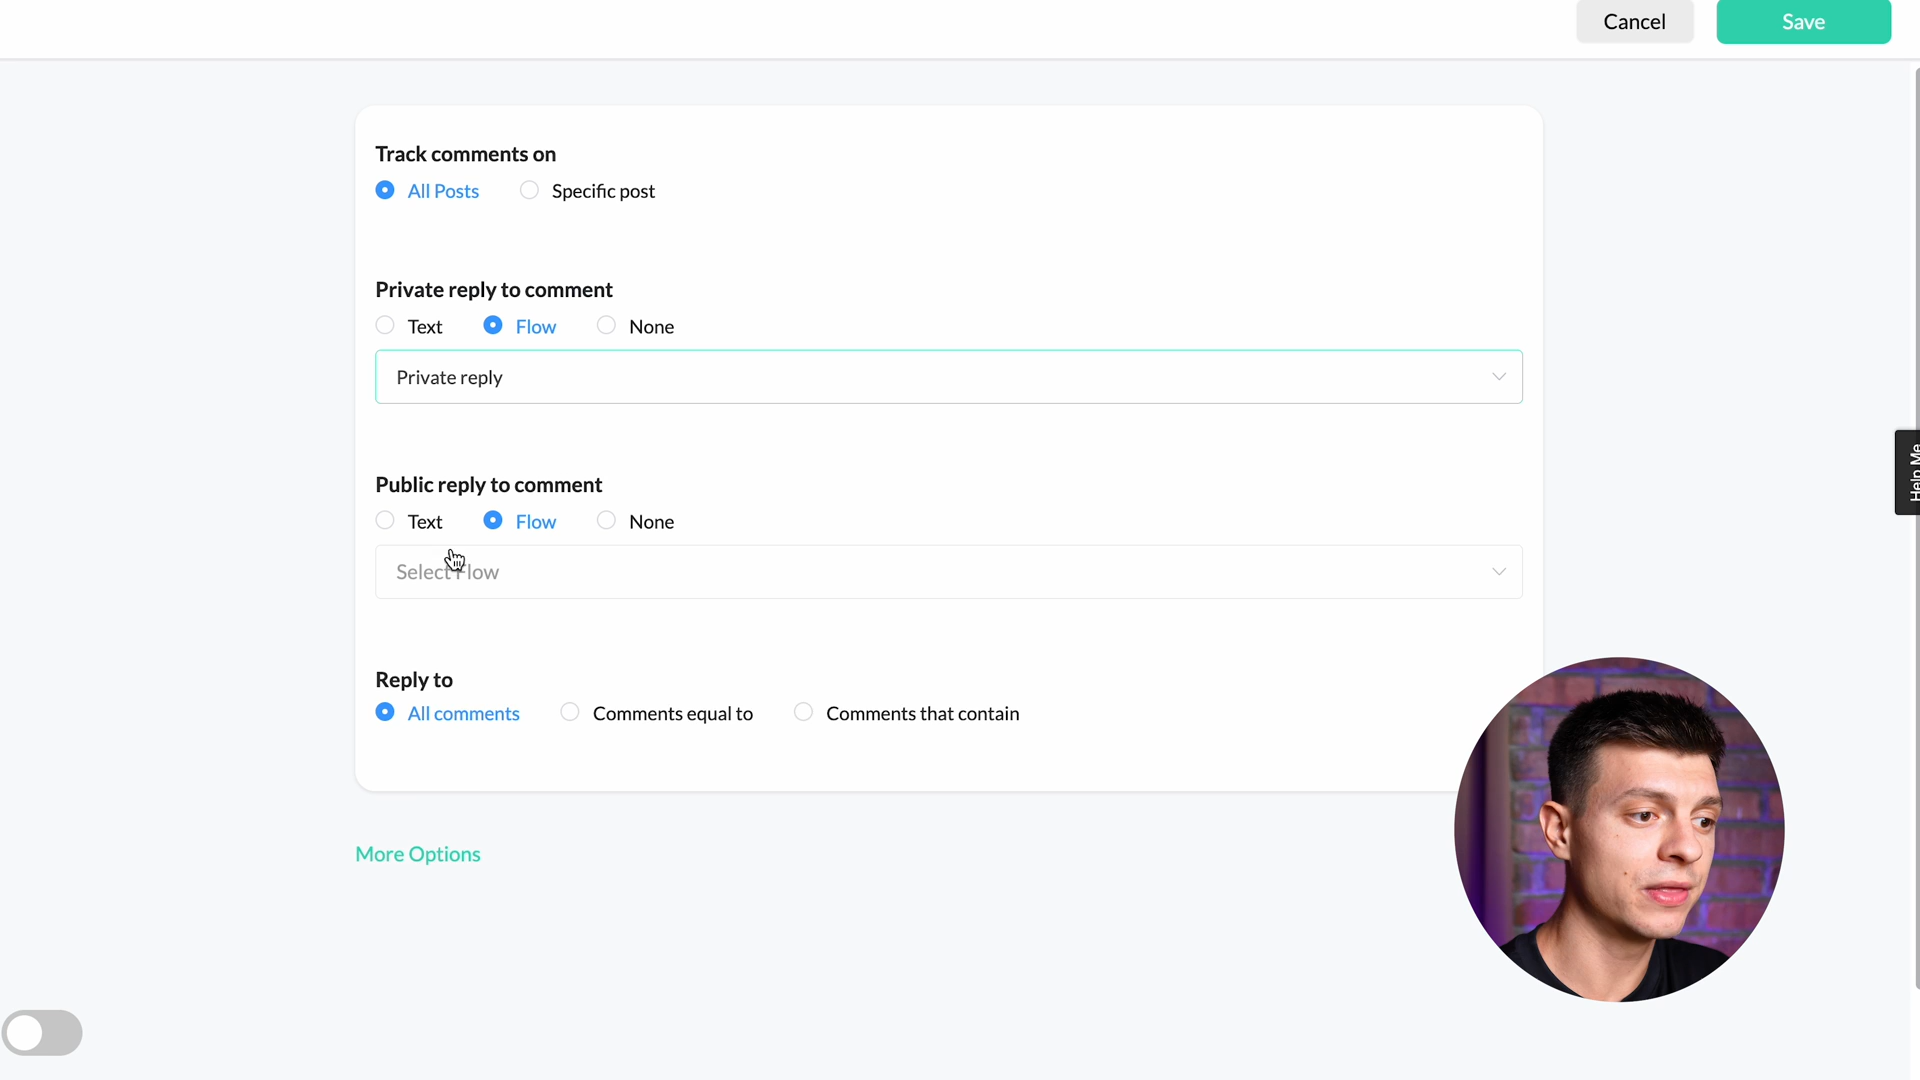 Cancel Save
Track comments on
All Posts Specific post
Private reply to comment
Text Flow None
Private reply
Help Me
Public reply to comment
Text Flow None
Select Flow
Reply to
All comments Comments equal to Comments that contain
More Options